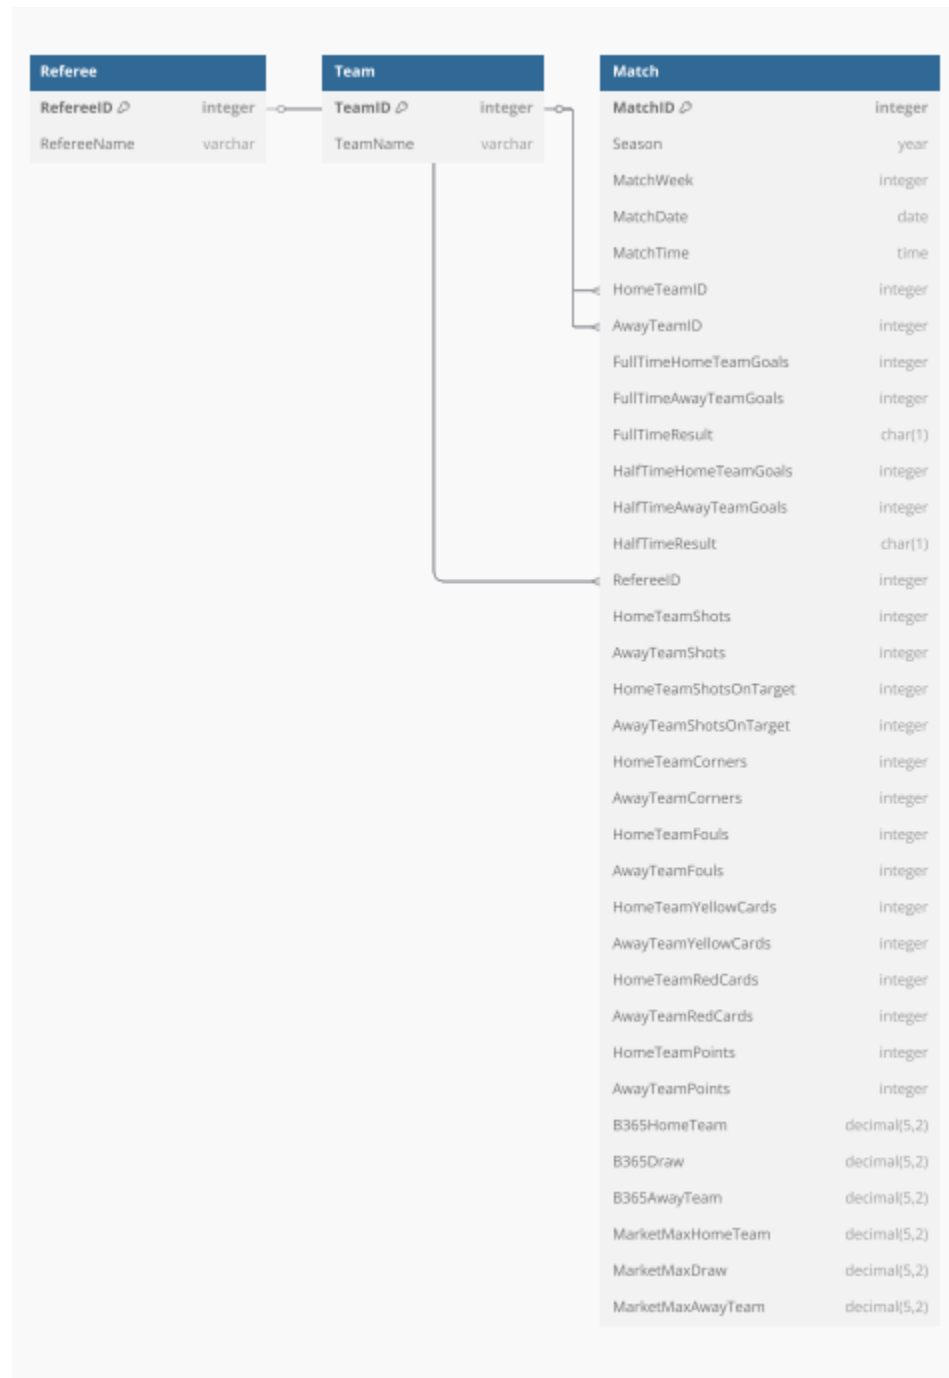 Referee
RefereeID integer
RefereeName varchar
Team
TeamID integer
TeamName varchar
Match
MatchID integer
Season year
MatchWeek integer
MatchDate date
MatchTime time
HomeTeamID integer
AwayTeamID integer
FullTimeHomeTeamGoals integer
FullTimeAwayTeamGoals integer
FullTimeResult char(1)
HalfTimeHomeTeamGoals integer
HalfTimeAwayTeamGoals integer
HalfTimeResult char(1)
RefereeID integer
HomeTeamShots integer
AwayTeamShots integer
HomeTeamShotsOnTarget integer
AwayTeamShotsOnTarget integer
HomeTeamCorners integer
AwayTeamCorners integer
HomeTeamFouls integer
AwayTeamFouls integer
HomeTeamYellowCards integer
AwayTeamYellowCards integer
HomeTeamRedCards integer
AwayTeamRedCards integer
HomeTeamPoints integer
AwayTeamPoints integer
B365HomeTeam decimal(5,2)
B365Draw decimal(5,2)
B365AwayTeam decimal(5,2)
MarketMaxHomeTeam decimal(5,2)
MarketMaxDraw decimal(5,2)
MarketMaxAwayTeam decimal(5,2)